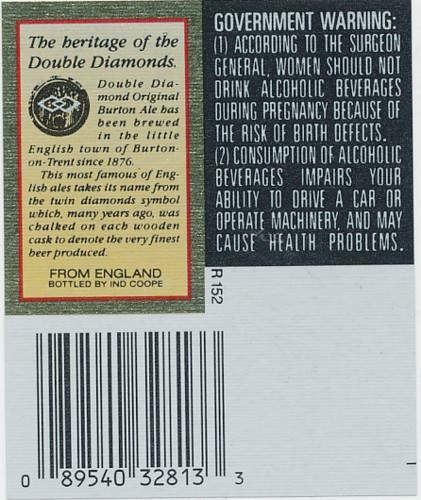 The heritage of the
Double Diamonds.
Double Dia-
mond Original
Burton Ale has
been brewed
in the little
English town of Burton-
on-Trent since 1876.
This most famous of Eng-
lish ales takes its name from
the twin diamonds symbol
which, many years ago, was
chalked on each wooden
cask to denote the very finest
beer produced.
FROM ENGLAND
BOTTLED BY IND COOPE
GOVERNMENT WARNING:
(1) ACCORDING TO THE SURGEON
GENERAL, WOMEN SHOULD NOT
DRINK ALCOHOLIC BEVERAGES
DURING PREGNANCY BECAUSE OF
THE RISK OF BIRTH DEFECTS.
(2) CONSUMPTION OF ALCOHOLIC
BEVERAGES IMPAIRS YOUR
ABILITY TO DRIVE A CAR OR
OPERATE MACHINERY, AND MAY
CAUSE HEALTH PROBLEMS.
R 152
0 89540 32813 3